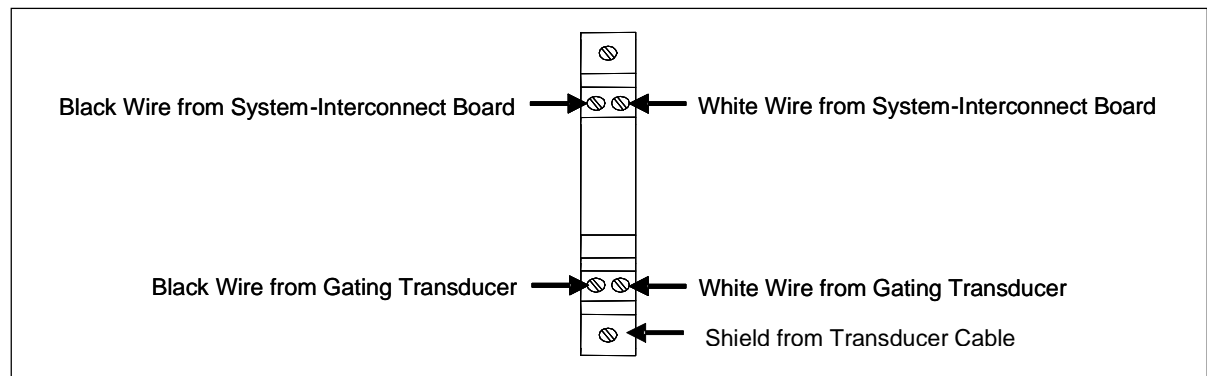 Black Wire from System-Interconnect Board
White Wire from System-Interconnect Board
Black Wire from Gating Transducer
White Wire from Gating Transducer
Shield from Transducer Cable